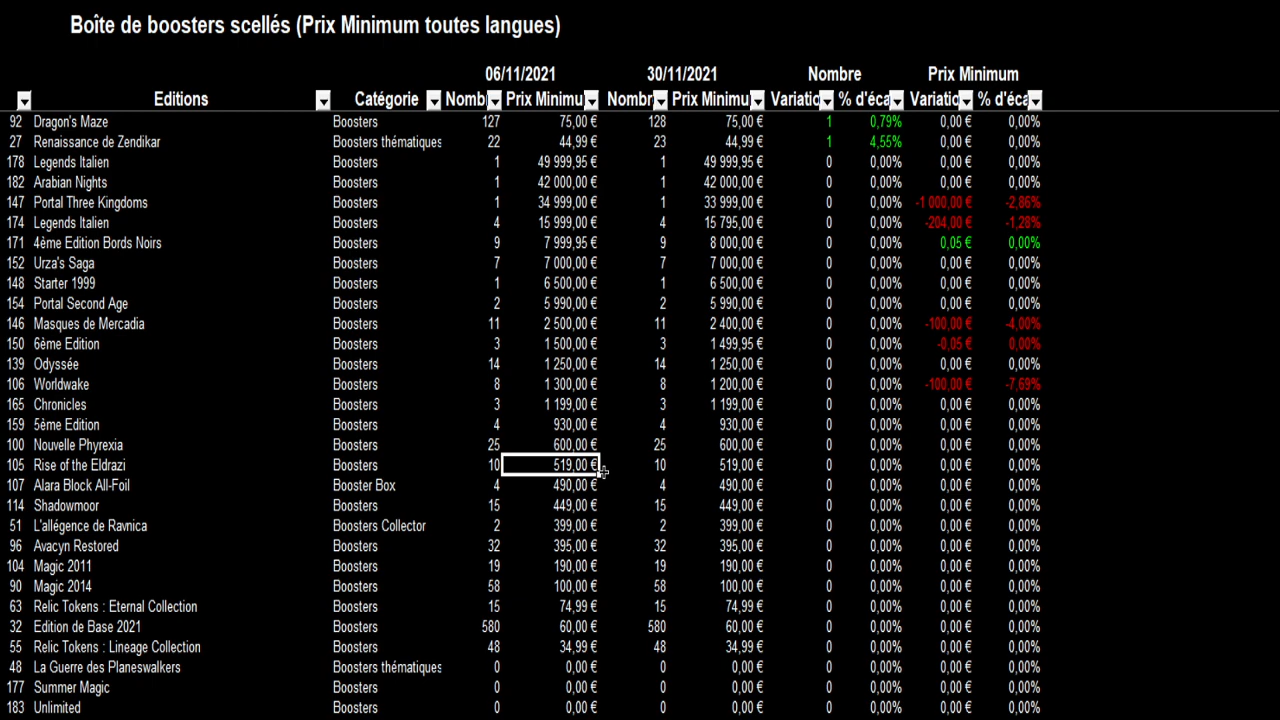 Boîte de boosters scellés (Prix Minimum toutes langues)
06/11/2021 30/11/2021 Nombre Prix Minimum
Editions Catégorie Nomb Prix Minimu Nombr Prix Minimu Variatio % d'éca Variatio % d'éca
92 Dragon's Maze Boosters 127 75,00 € 128 75,00 € 1 0,79% 0,00 € 0,00%
27 Renaissance de Zendikar Boosters thématiques 22 44,99 € 23 44,99 € 1 4,55% 0,00 € 0,00%
178 Legends Italien Boosters 1 49 999,95 € 1 49 999,95 € 0 0,00% 0,00 € 0,00%
182 Arabian Nights Boosters 1 42 000,00 € 1 42 000,00 € 0 0,00% 0,00 € 0,00%
147 Portal Three Kingdoms Boosters 1 34 999,00 € 1 33 999,00 € 0 0,00% -1 000,00 € -2,86%
174 Legends Italien Boosters 4 15 999,00 € 4 15 795,00 € 0 0,00% -204,00 € -1,28%
171 4ème Edition Bords Noirs Boosters 9 7 999,95 € 9 8 000,00 € 0 0,00% 0,05 € 0,00%
152 Urza's Saga Boosters 7 7 000,00 € 7 7 000,00 € 0 0,00% 0,00 € 0,00%
148 Starter 1999 Boosters 1 6 500,00 € 1 6 500,00 € 0 0,00% 0,00 € 0,00%
154 Portal Second Age Boosters 2 5 990,00 € 2 5 990,00 € 0 0,00% 0,00 € 0,00%
146 Masques de Mercadia Boosters 11 2 500,00 € 11 2 400,00 € 0 0,00% -100,00 € -4,00%
150 6ème Edition Boosters 3 1 500,00 € 3 1 499,95 € 0 0,00% -0,05 € 0,00%
139 Odyssée Boosters 14 1 250,00 € 14 1 250,00 € 0 0,00% 0,00 € 0,00%
106 Worldwake Boosters 8 1 300,00 € 8 1 200,00 € 0 0,00% -100,00 € -7,69%
165 Chronicles Boosters 3 1 199,00 € 3 1 199,00 € 0 0,00% 0,00 € 0,00%
159 5ème Edition Boosters 4 930,00 € 4 930,00 € 0 0,00% 0,00 € 0,00%
100 Nouvelle Phyrexia Boosters 25 600,00 € 25 600,00 € 0 0,00% 0,00 € 0,00%
105 Rise of the Eldrazi Boosters 10 519,00 € 10 519,00 € 0 0,00% 0,00 € 0,00%
107 Alara Block All-Foil Booster Box 4 490,00 € 4 490,00 € 0 0,00% 0,00 € 0,00%
114 Shadowmoor Boosters 15 449,00 € 15 449,00 € 0 0,00% 0,00 € 0,00%
51 L'allégence de Ravnica Boosters Collector 2 399,00 € 2 399,00 € 0 0,00% 0,00 € 0,00%
96 Avacyn Restored Boosters 32 395,00 € 32 395,00 € 0 0,00% 0,00 € 0,00%
104 Magic 2011 Boosters 19 190,00 € 19 190,00 € 0 0,00% 0,00 € 0,00%
90 Magic 2014 Boosters 58 100,00 € 58 100,00 € 0 0,00% 0,00 € 0,00%
63 Relic Tokens : Eternal Collection Boosters 15 74,99 € 15 74,99 € 0 0,00% 0,00 € 0,00%
32 Edition de Base 2021 Boosters 580 60,00 € 580 60,00 € 0 0,00% 0,00 € 0,00%
55 Relic Tokens : Lineage Collection Boosters 48 34,99 € 48 34,99 € 0 0,00% 0,00 € 0,00%
48 La Guerre des Planeswalkers Boosters thématiques 0 0,00 € 0 0,00 € 0 0,00% 0,00 € 0,00%
177 Summer Magic Boosters 0 0,00 € 0 0,00 € 0 0,00% 0,00 € 0,00%
183 Unlimited Boosters 0 0,00 € 0 0,00 € 0 0,00% 0,00 € 0,00%